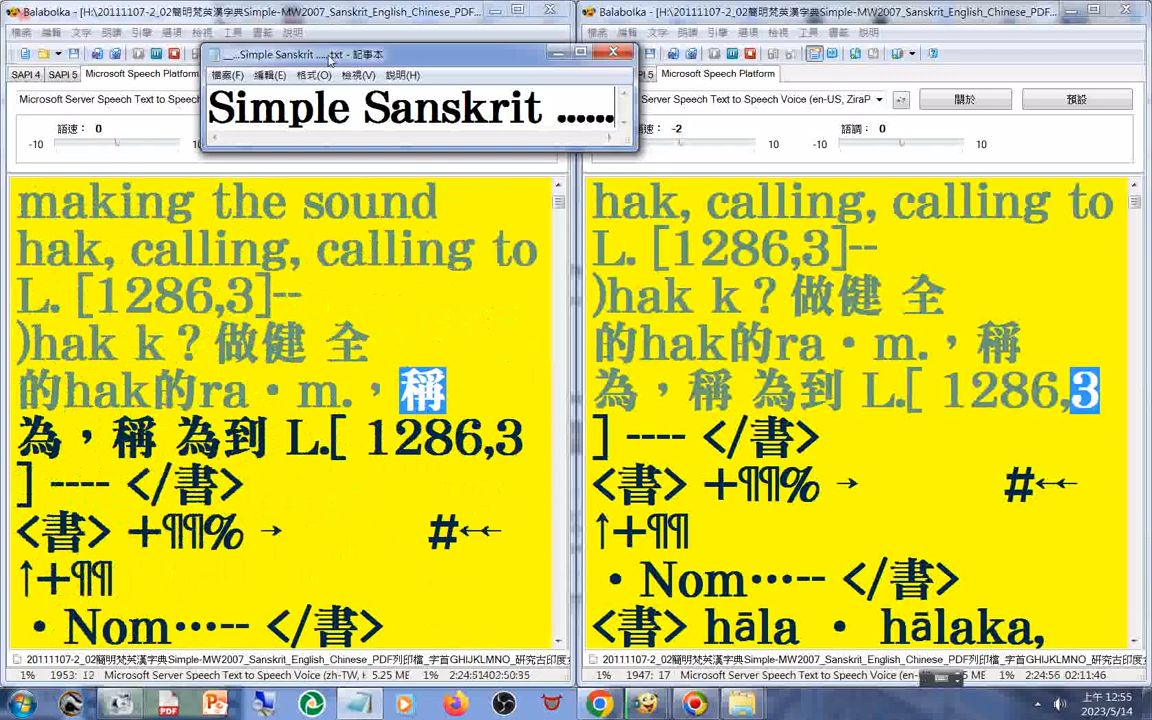 Balabolka - [H:\20111107-2_02簡明梵英漢字典Simple-MW2007_Sanskrit_English_Chinese_PDF...
Balabolka - [H:\20111107-2_02簡明梵英漢字典Simple-MW2007_Sanskrit_English_Chinese_PDF...
__...Simple Sanskrit .....txt - 記事本
檔案(F) 編輯(E) 格式(O) 檢視(V) 說明(H)
Simple Sanskrit ......
SAPI 4 SAPI 5 Microsoft Speech Platform
5 Microsoft Speech Platform
Microsoft Server Speech Text to Speech
Server Speech Text to Speech Voice (en-US, ZiraP
關於
預設
語速： 0
-10 10
語速： -2
10
語調： 0
-10 10
making the sound
hak, calling, calling to
L. [1286,3]--
)hak k？做健 全
的hak的ra·m.，稱
為，稱 為到 L.[ 1286,3
] ---- </書>
<書> +¶¶% → #←←
↑+¶¶
·Nom…-- </書>
hak, calling, calling to
L. [1286,3]--
)hak k？做健 全
的hak的ra·m.，稱
為，稱 為到 L.[ 1286,3
] ---- </書>
<書> +¶¶% → #←←
↑+¶¶
·Nom…-- </書>
<書> hāla · hālaka,
20111107-2_02簡明梵英漢字典Simple-MW2007_Sanskrit_English_Chinese_PDF列印檔_字首GHIJKLMNO_研究古印度
20111107-2_02簡明梵英漢字典Simple-MW2007_Sanskrit_English_Chinese_PDF列印檔_字首GHIJKLMNO_研究古印度
1% 1953: 12 Microsoft Server Speech Text to Speech Voice (zh-TW, H 5.25 ME 1% 2:24:51402:50:35
1% 1947: 17 Microsoft Server Speech Text to Speech 1% 2:24:55 02:11:46
上午 12:55
2023/5/14